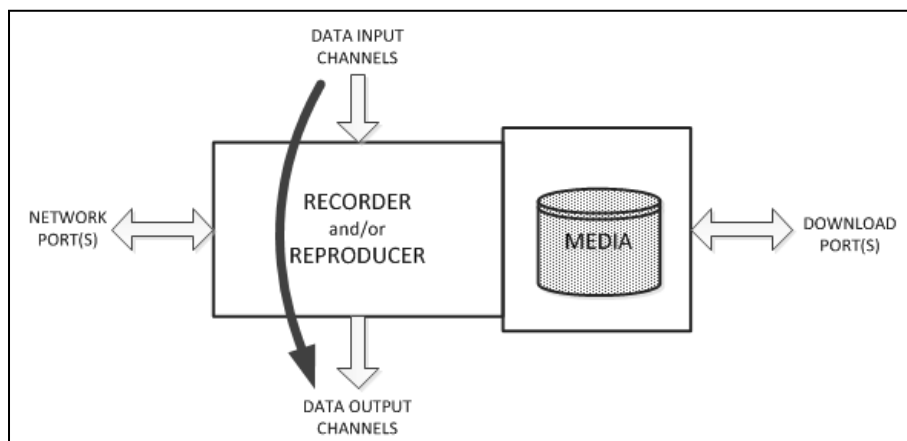 DATA INPUT
CHANNELS
NETWORK
PORT(S)
RECORDER
and/or
REPRODUCER
MEDIA
DOWNLOAD
PORT(S)
DATA OUTPUT
CHANNELS